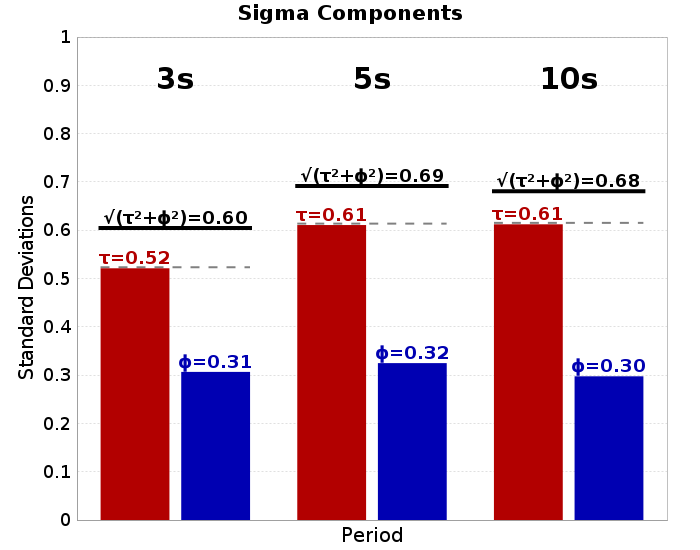 Sigma Components
1
0.9
0.8
0.7
0.6
0.5
0.4
0.3
0.2
0.1
0
Standard Deviations
3s
5s
10s
√(τ²+ϕ²)=0.60
√(τ²+ϕ²)=0.69
√(τ²+ϕ²)=0.68
τ=0.52
τ=0.61
τ=0.61
ϕ=0.31
ϕ=0.32
ϕ=0.30
Period